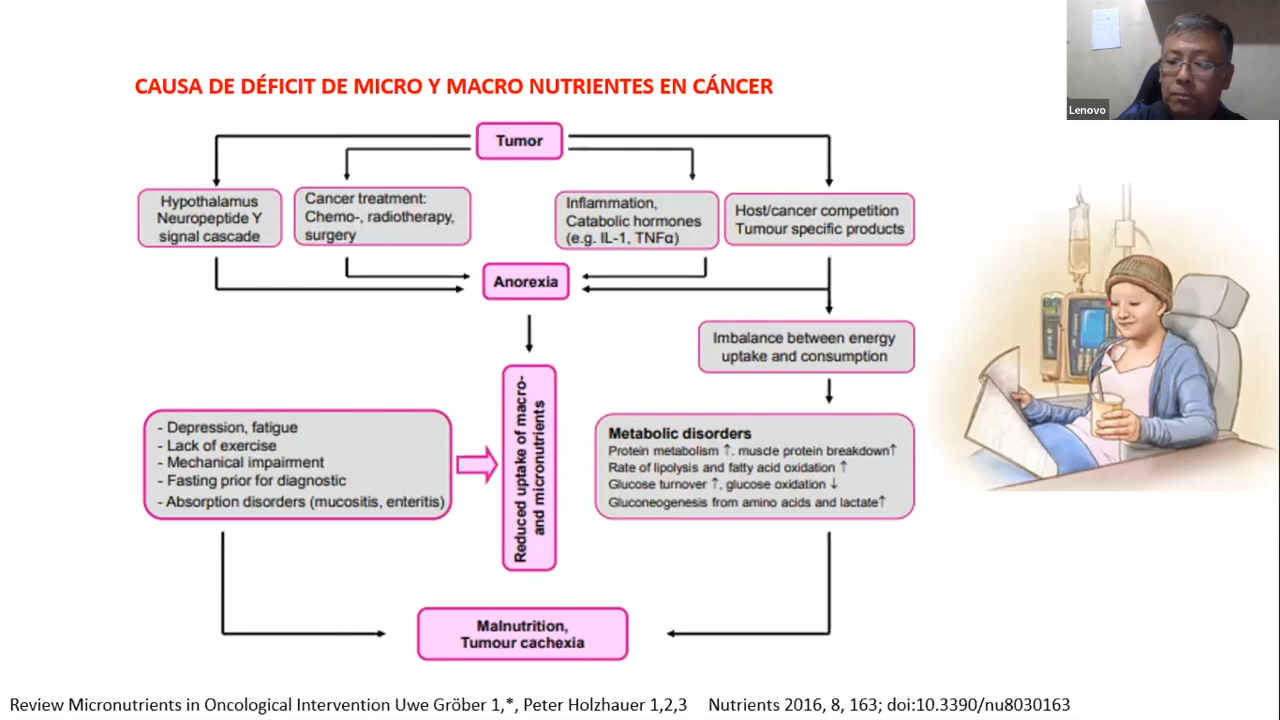 CAUSA DE DÉFICIT DE MICRO Y MACRO NUTRIENTES EN CÁNCER
Lenovo
Tumor
Hypothalamus
Neuropeptide Y
signal cascade
Cancer treatment:
Chemo-, radiotherapy,
surgery
Inflammation,
Catabolic hormones
(e.g. IL-1, TNFα)
Host/cancer competition
Tumour specific products
Anorexia
Imbalance between energy
uptake and consumption
- Depression, fatigue
- Lack of exercise
- Mechanical impairment
- Fasting prior for diagnostic
- Absorption disorders (mucositis, enteritis)
Reduced uptake of macro-
and micronutrients
Metabolic disorders
Protein metabolism ↑. muscle protein breakdown↑
Rate of lipolysis and fatty acid oxidation ↑
Glucose turnover ↑, glucose oxidation ↓
Gluconeogenesis from amino acids and lactate↑
Malnutrition,
Tumour cachexia
Review Micronutrients in Oncological Intervention Uwe Gröber 1,*, Peter Holzhauer 1,2,3 Nutrients 2016, 8, 163; doi:10.3390/nu8030163